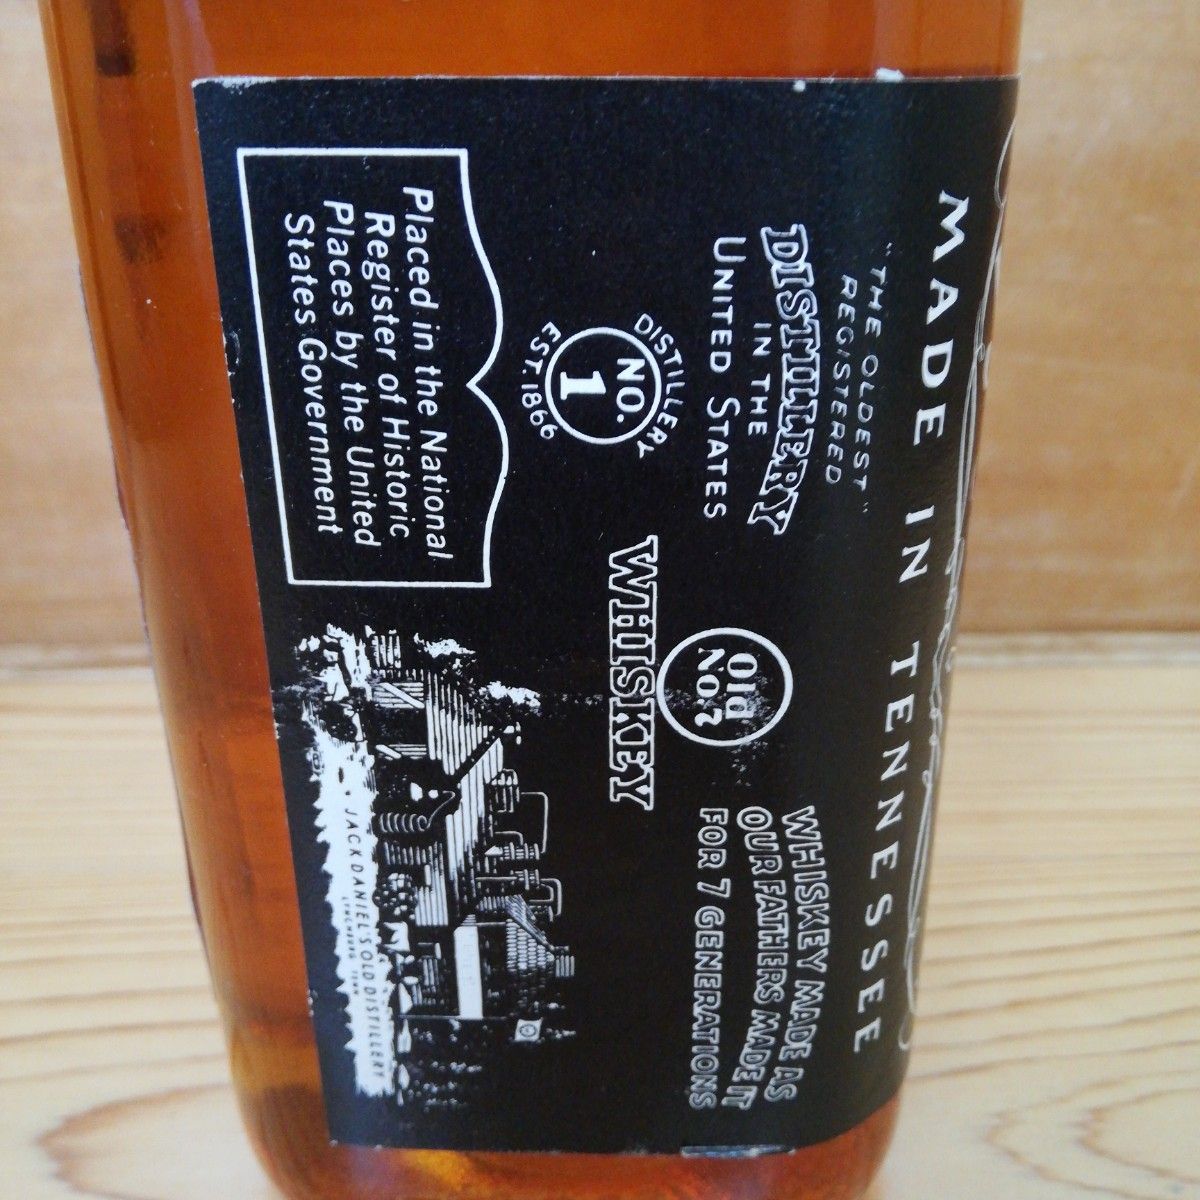 MADE IN TENNESSEE
"THE OLDEST"
REGISTERED
DISTILLERY
IN THE
UNITED STATES
DISTILLERY
NO.
1
EST. 1866
Placed in the National
Register of Historic
Places by the United
States Government
Old
No. 7
WHISKEY
WHISKEY MADE AS
OUR FATHERS MADE IT
FOR 7 GENERATIONS
JACK DANIEL'S OLD DISTILLERY
LYNCHBURG, TENN